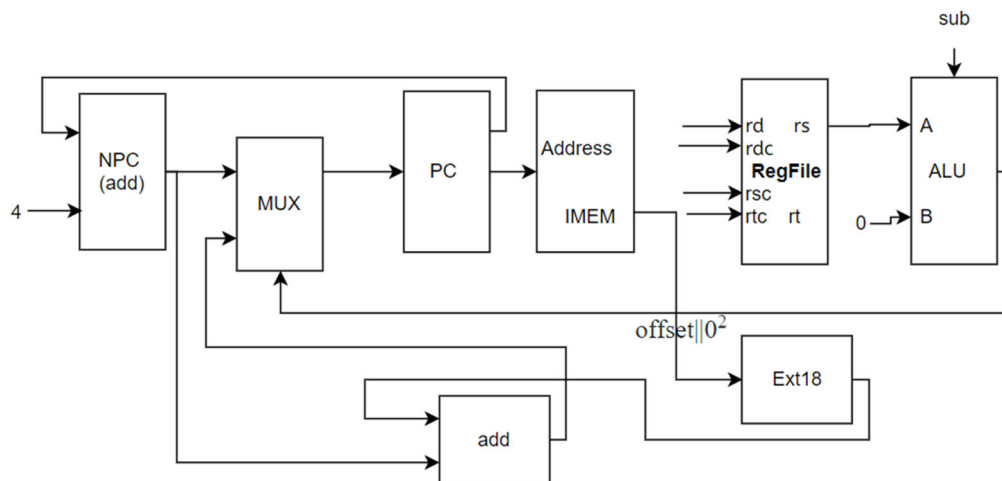 sub
NPC
(add)
4
MUX
PC
Address
IMEM
rd rs
rdc
RegFile
rsc
rtc rt
A
ALU
0 B
offset||0²
Ext18
add